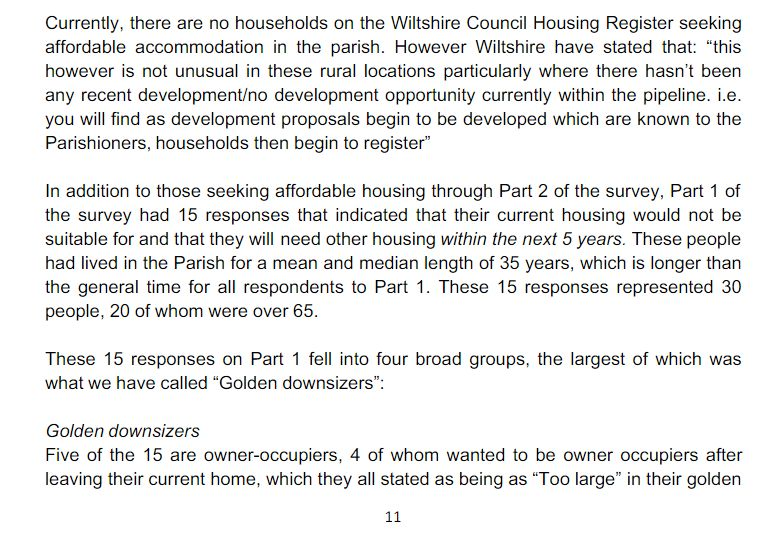 Currently, there are no households on the Wiltshire Council Housing Register seeking
affordable accommodation in the parish. However Wiltshire have stated that: “this
however is not unusual in these rural locations particularly where there hasn’t been
any recent development/no development opportunity currently within the pipeline. i.e.
you will find as development proposals begin to be developed which are known to the
Parishioners, households then begin to register”
In addition to those seeking affordable housing through Part 2 of the survey, Part 1 of
the survey had 15 responses that indicated that their current housing would not be
suitable for and that they will need other housing within the next 5 years. These people
had lived in the Parish for a mean and median length of 35 years, which is longer than
the general time for all respondents to Part 1. These 15 responses represented 30
people, 20 of whom were over 65.
These 15 responses on Part 1 fell into four broad groups, the largest of which was
what we have called “Golden downsizers”:
Golden downsizers
Five of the 15 are owner-occupiers, 4 of whom wanted to be owner occupiers after
leaving their current home, which they all stated as being as “Too large” in their golden
11